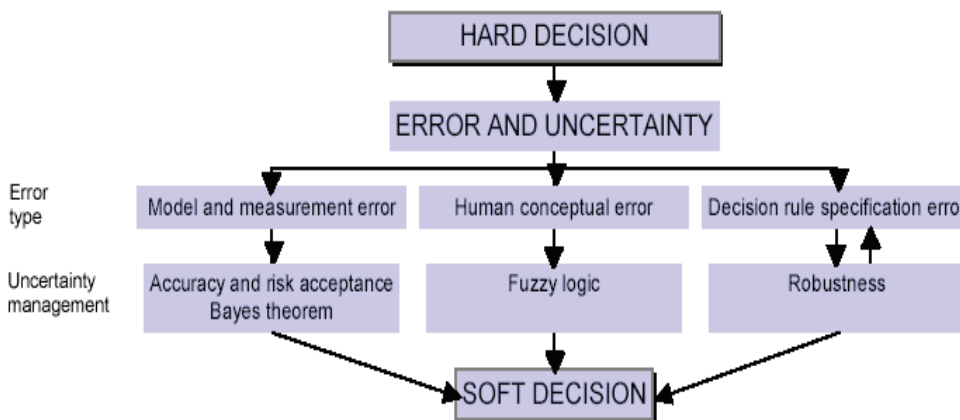 HARD DECISION
ERROR AND UNCERTAINTY
Error
type
Model and measurement error
Human conceptual error
Decision rule specification erro
Uncertainty
management
Accuracy and risk acceptance
Bayes theorem
Fuzzy logic
Robustness
SOFT DECISION